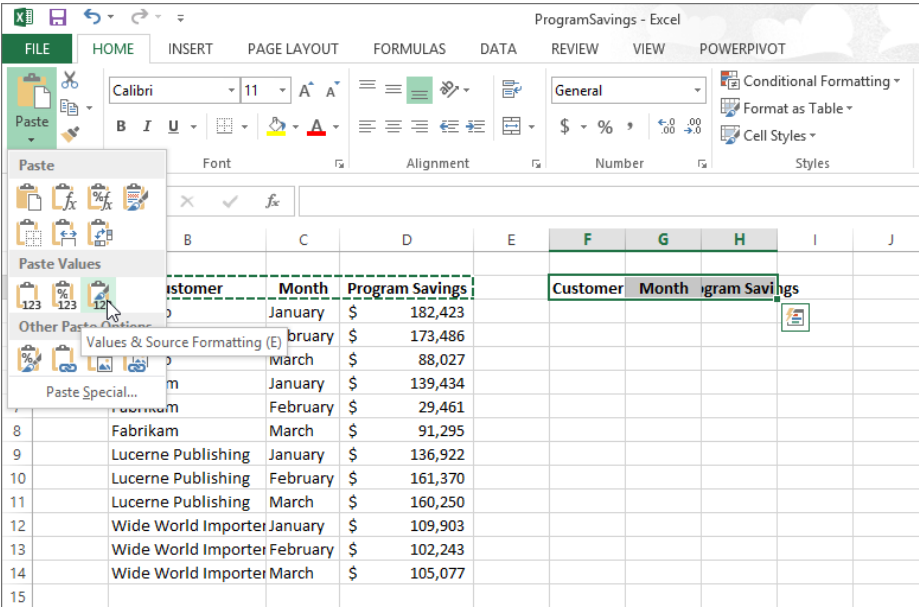 ProgramSavings - Excel
FILE HOME INSERT PAGE LAYOUT FORMULAS DATA REVIEW VIEW POWERPIVOT
Calibri 11 General Conditional Formatting
Format as Table
Paste B I U $ % Cell Styles
Font Alignment Number Styles
Paste
fx
B C D E F G H I J
Paste Values
Customer Month Program Savings Customer Month ogram Savings
123 123
January $ 182,423
Other Paste Options
Values & Source Formatting (E) bruary $ 173,486
March $ 88,027
Paste Special... January $ 139,434
7 Fabrikam February $ 29,461
8 Fabrikam March $ 91,295
9 Lucerne Publishing January $ 136,922
10 Lucerne Publishing February $ 161,370
11 Lucerne Publishing March $ 160,250
12 Wide World Importer January $ 109,903
13 Wide World Importer February $ 102,243
14 Wide World Importer March $ 105,077
15